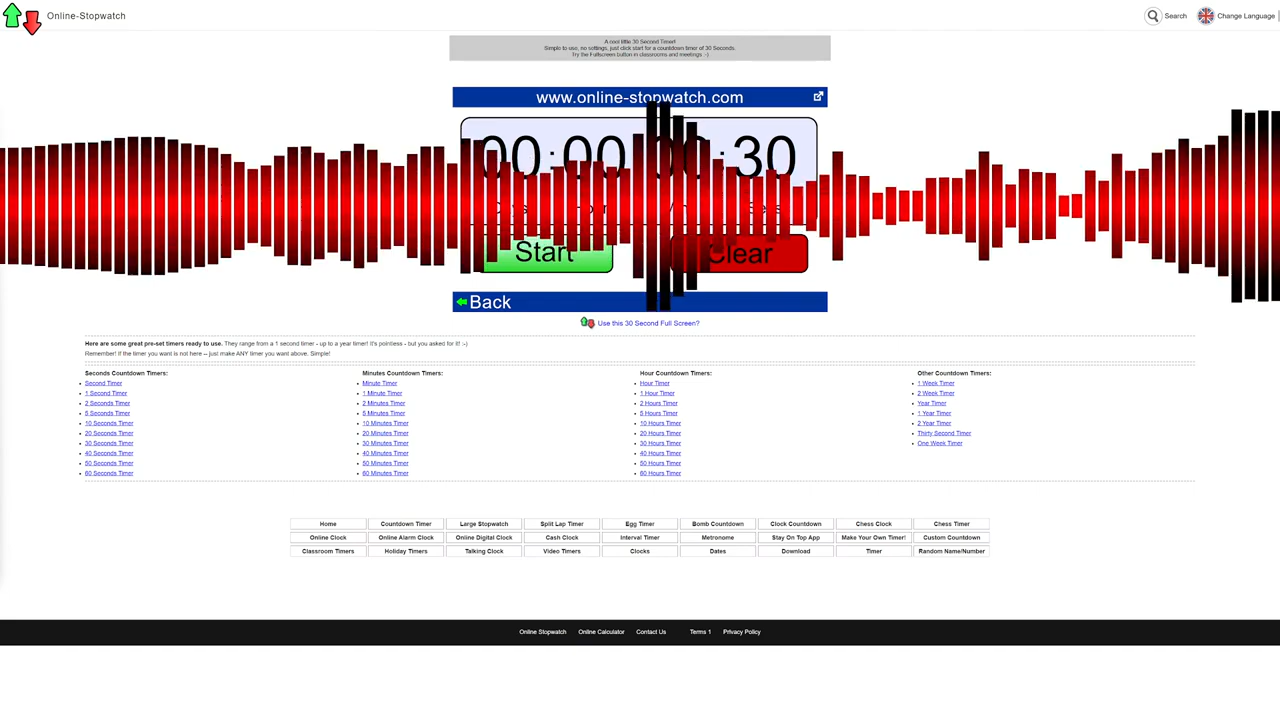 Online-Stopwatch
Search
Change Language
A cool little 30 Second Timer!
Simple to use, no settings, just click start for a countdown timer of 30 Seconds.
Try the Fullscreen button in classrooms and meetings :-)
www.online-stopwatch.com
00:00 00:30
Start Clear
Back
Use this 30 Second Full Screen?
Here are some great pre-set timers ready to use. They range from a 1 second timer - up to a year timer! It's pointless - but you asked for it! :-)
Remember! If the timer you want is not here -- just make ANY timer you want above. Simple!
Seconds Countdown Timers:
Second Timer
1 Second Timer
2 Seconds Timer
5 Seconds Timer
10 Seconds Timer
20 Seconds Timer
30 Seconds Timer
40 Seconds Timer
50 Seconds Timer
60 Seconds Timer
Minutes Countdown Timers:
Minute Timer
1 Minute Timer
2 Minutes Timer
5 Minutes Timer
10 Minutes Timer
20 Minutes Timer
30 Minutes Timer
40 Minutes Timer
50 Minutes Timer
60 Minutes Timer
Hour Countdown Timers:
Hour Timer
1 Hour Timer
2 Hours Timer
5 Hours Timer
10 Hours Timer
20 Hours Timer
30 Hours Timer
40 Hours Timer
50 Hours Timer
60 Hours Timer
Other Countdown Timers:
1 Week Timer
2 Week Timer
Year Timer
1 Year Timer
2 Year Timer
Thirty Second Timer
One Week Timer
Home Countdown Timer Large Stopwatch Split Lap Timer Egg Timer Bomb Countdown Clock Countdown Chess Clock Chess Timer
Online Clock Online Alarm Clock Online Digital Clock Cash Clock Interval Timer Metronome Stay On Top App Make Your Own Timer! Custom Countdown
Classroom Timers Holiday Timers Talking Clock Video Timers Clocks Dates Download Timer Random Name/Number
Online Stopwatch Online Calculator Contact Us Terms 1 Privacy Policy